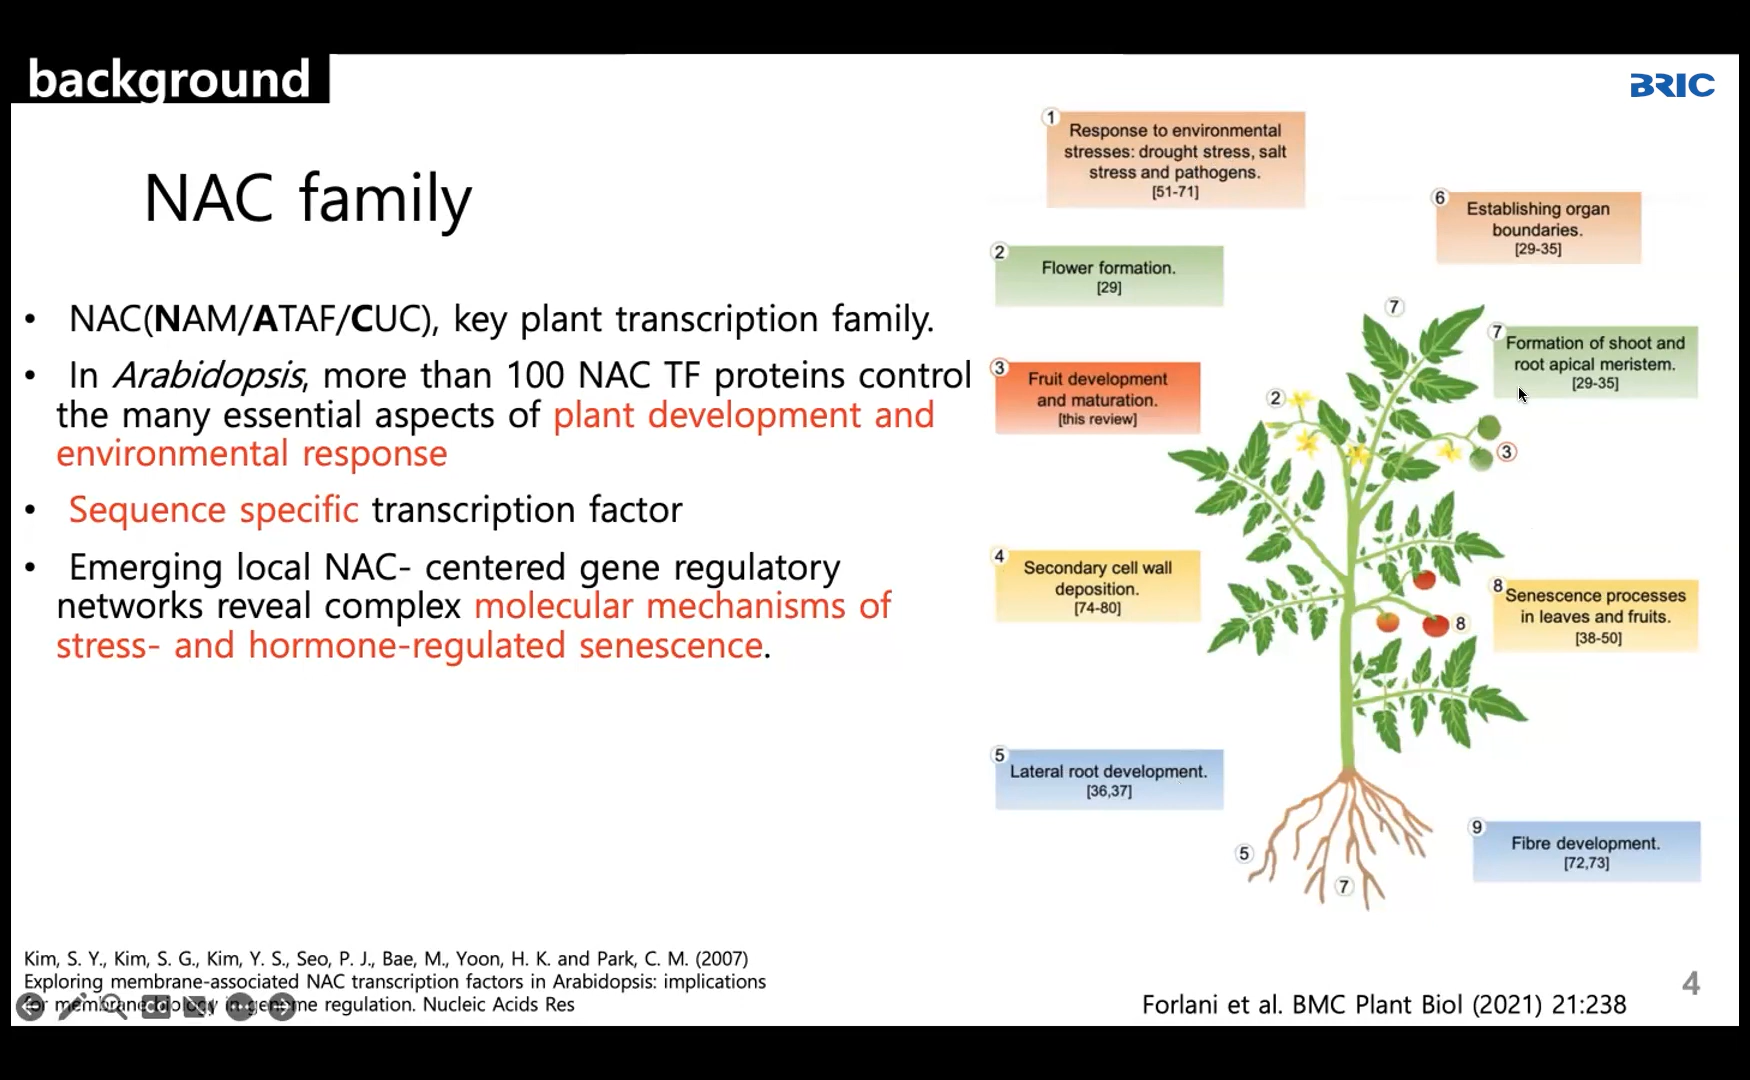 background
BRIC
NAC family
• NAC(NAM/ATAF/CUC), key plant transcription family.
• In Arabidopsis, more than 100 NAC TF proteins control
the many essential aspects of plant development and
environmental response
• Sequence specific transcription factor
• Emerging local NAC- centered gene regulatory
networks reveal complex molecular mechanisms of
stress- and hormone-regulated senescence.
1
Response to environmental
stresses: drought stress, salt
stress and pathogens.
[51-71]
2
Flower formation.
[29]
3
Fruit development
and maturation.
[this review]
4
Secondary cell wall
deposition.
[74-80]
5
Lateral root development.
[36,37]
6
Establishing organ
boundaries.
[29-35]
7
Formation of shoot and
root apical meristem.
[29-35]
8
Senescence processes
in leaves and fruits.
[38-50]
9
Fibre development.
[72,73]
7
2
3
8
5
7
Kim, S. Y., Kim, S. G., Kim, Y. S., Seo, P. J., Bae, M., Yoon, H. K. and Park, C. M. (2007)
Exploring membrane-associated NAC transcription factors in Arabidopsis: implications
for membrane biology in genome regulation. Nucleic Acids Res
Forlani et al. BMC Plant Biol (2021) 21:238
4